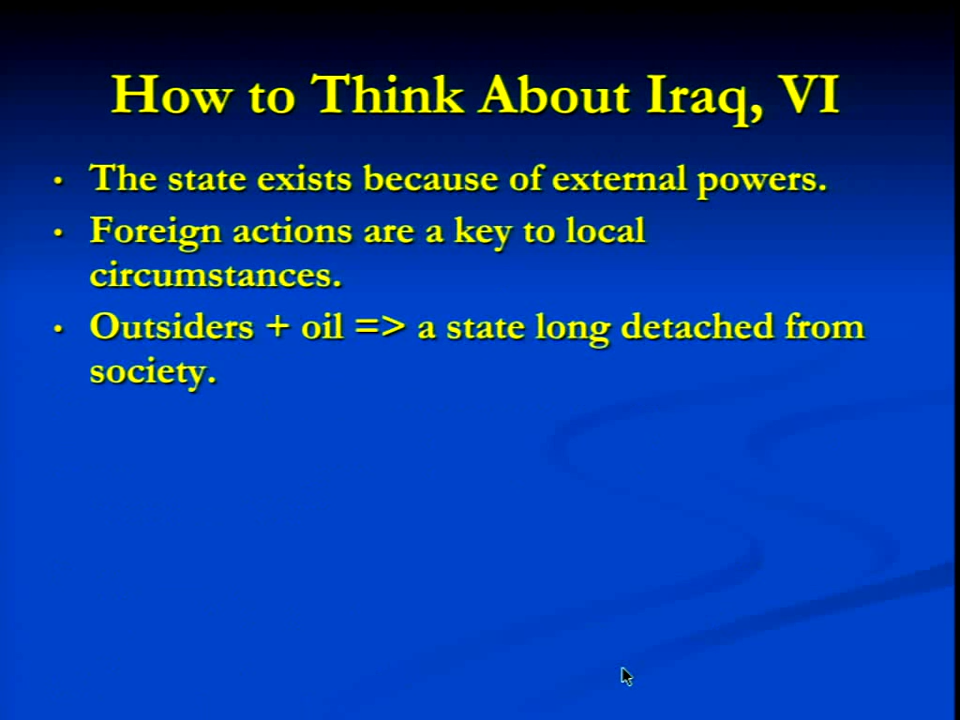 How to Think About Iraq, VI
• The state exists because of external powers.
• Foreign actions are a key to local
circumstances.
• Outsiders + oil => a state long detached from
society.